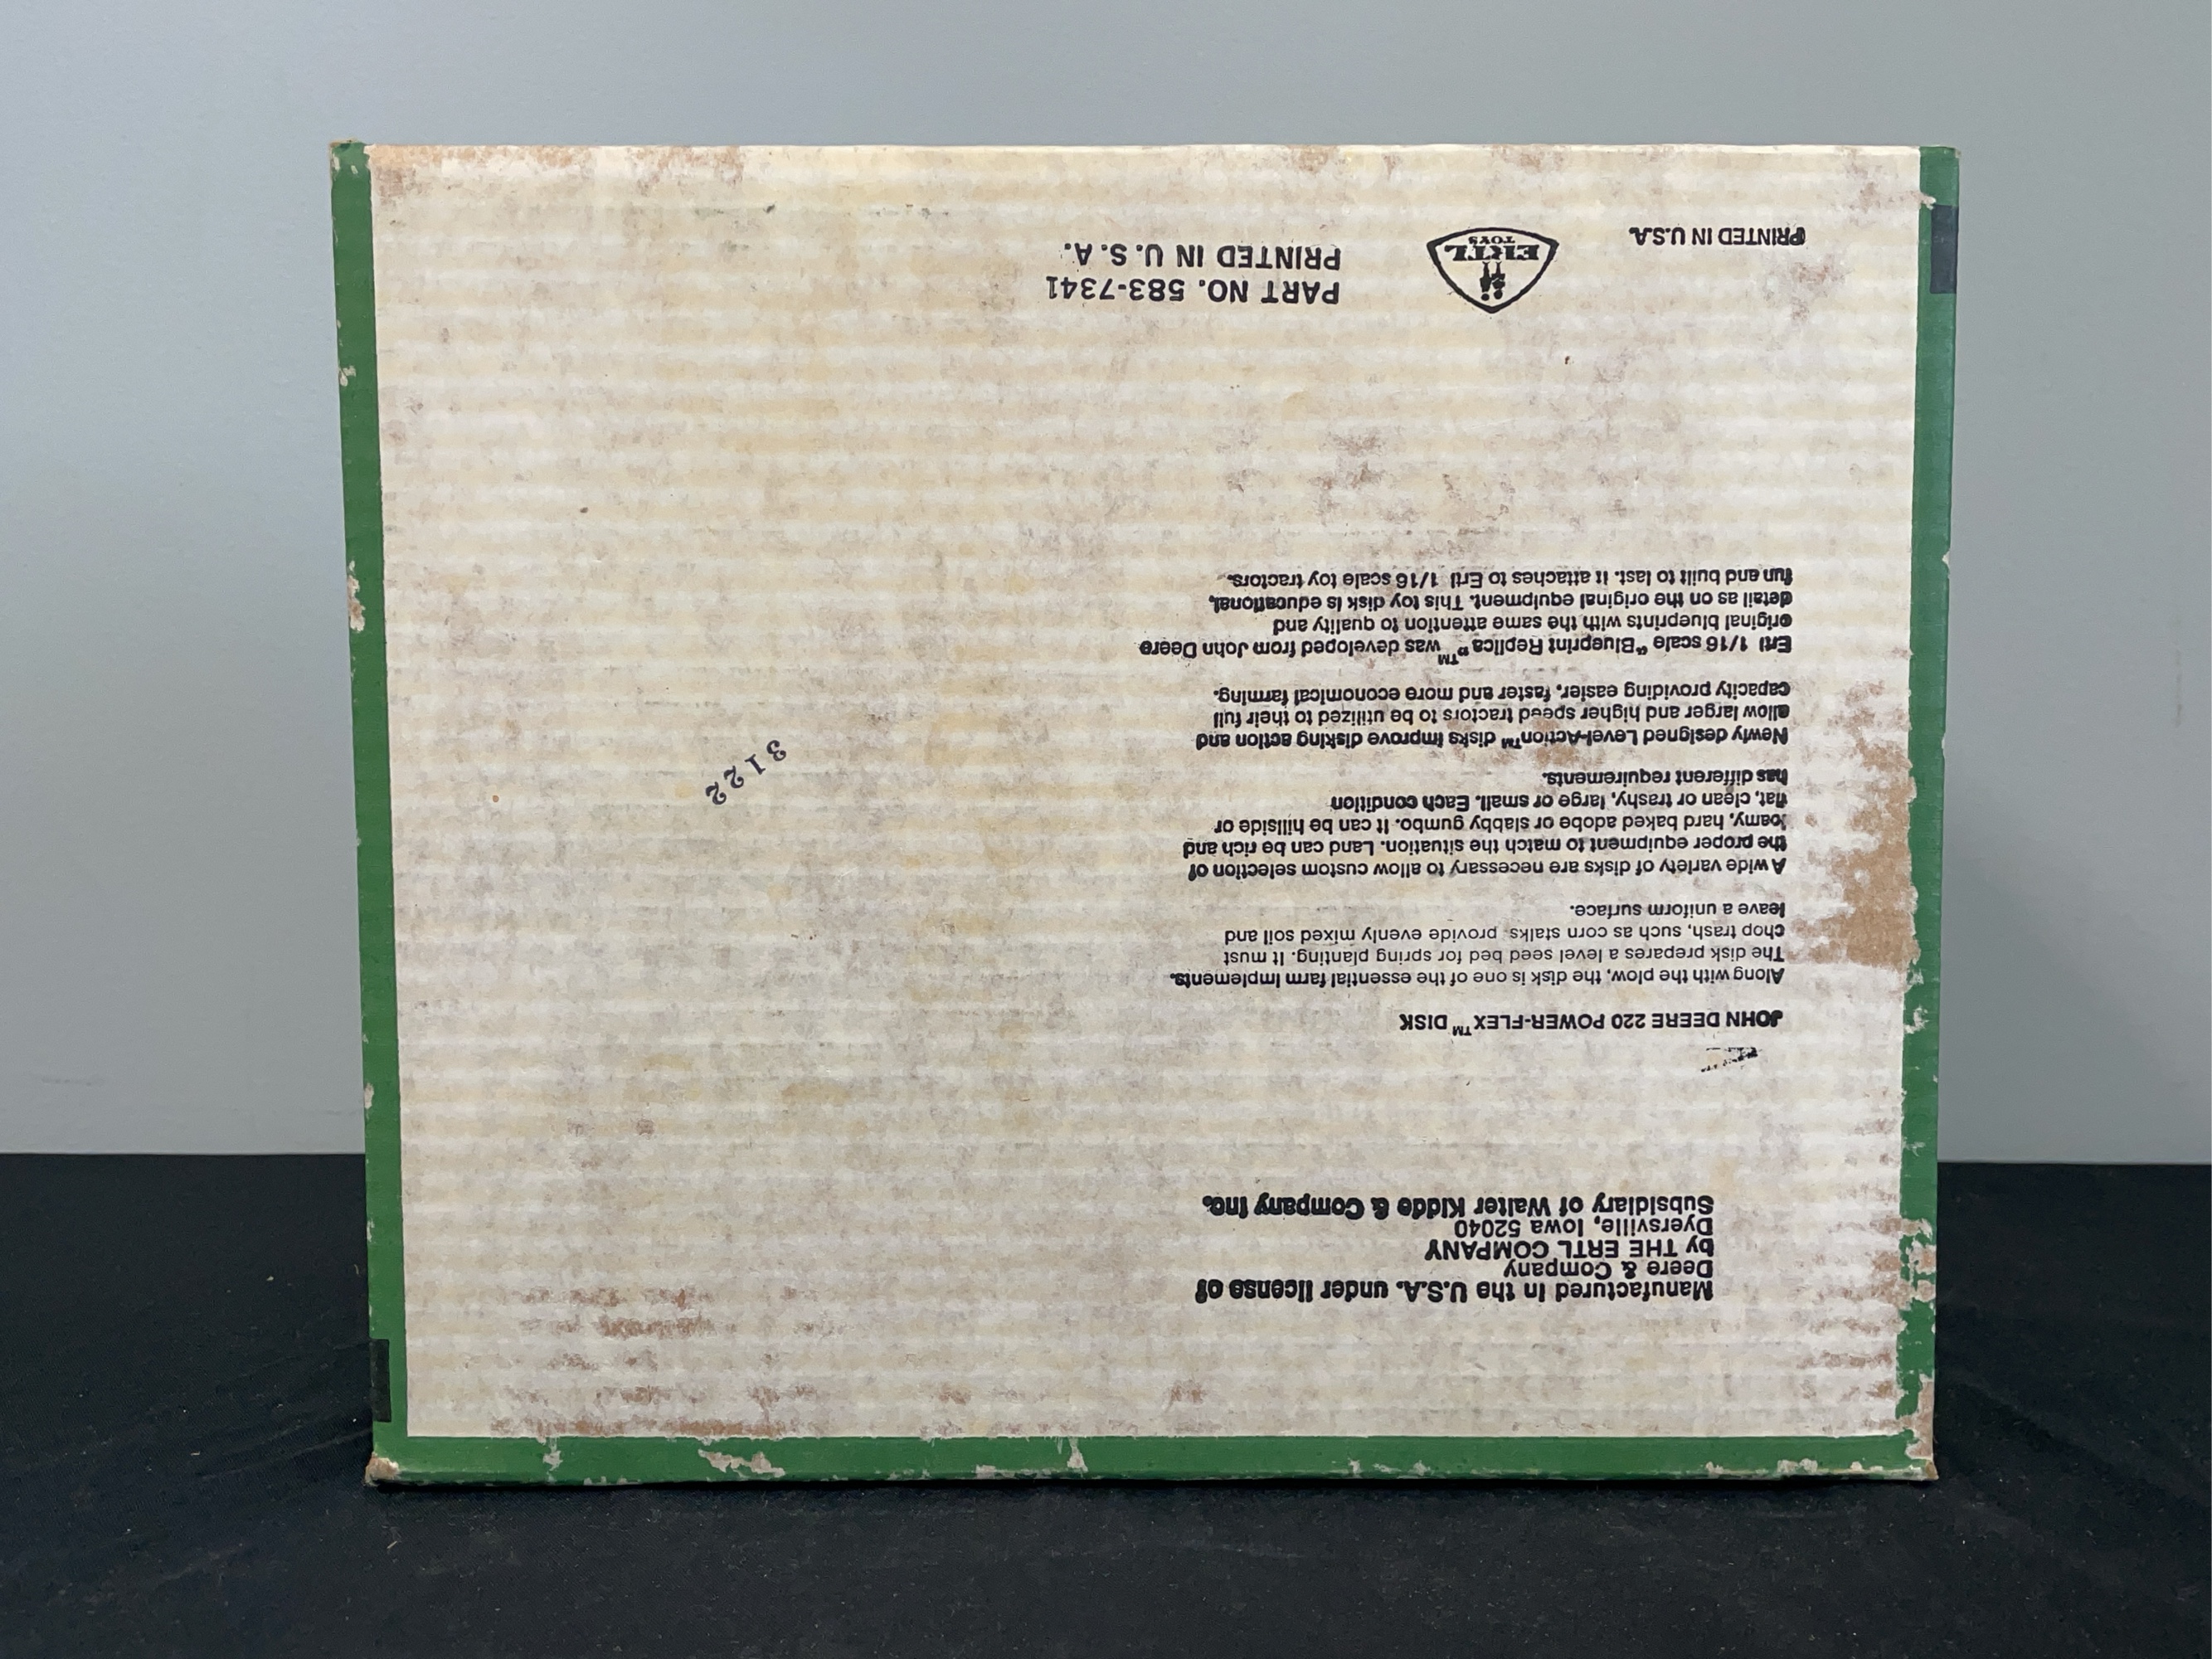 Manufactured in the U.S.A. under license of
Deere & Company
by THE ERTL COMPANY
Dyersville, Iowa 52040
Subsidiary of Walter Kidde & Company Inc.
JOHN DEERE 220 POWER-FLEX™ DISK
Along with the plow, the disk is one of the essential farm implements.
The disk prepares a level seed bed for spring planting. It must
chop trash, such as corn stalks provide evenly mixed soil and
leave a uniform surface.
A wide variety of disks are necessary to allow custom selection of
the proper equipment to match the situation. Land can be rich and
loamy, hard baked adobe or slabby gumbo. It can be hillside or
flat, clean or trashy, large or small. Each condition
has different requirements.
Newly designed Level-Action™ disks improve disking action and
allow larger and higher speed tractors to be utilized to their full
capacity providing easier, faster and more economical farming.
Ertl 1/16 scale "Blueprint Replica"™ was developed from John Deere
original blueprints with the same attention to quality and
detail as on the original equipment. This toy disk is educational,
fun and built to last. It attaches to Ertl 1/16 scale toy tractors.
3122
PRINTED IN U.S.A.
ERTL
TOYS
PART NO. 583-7341
PRINTED IN U.S.A.